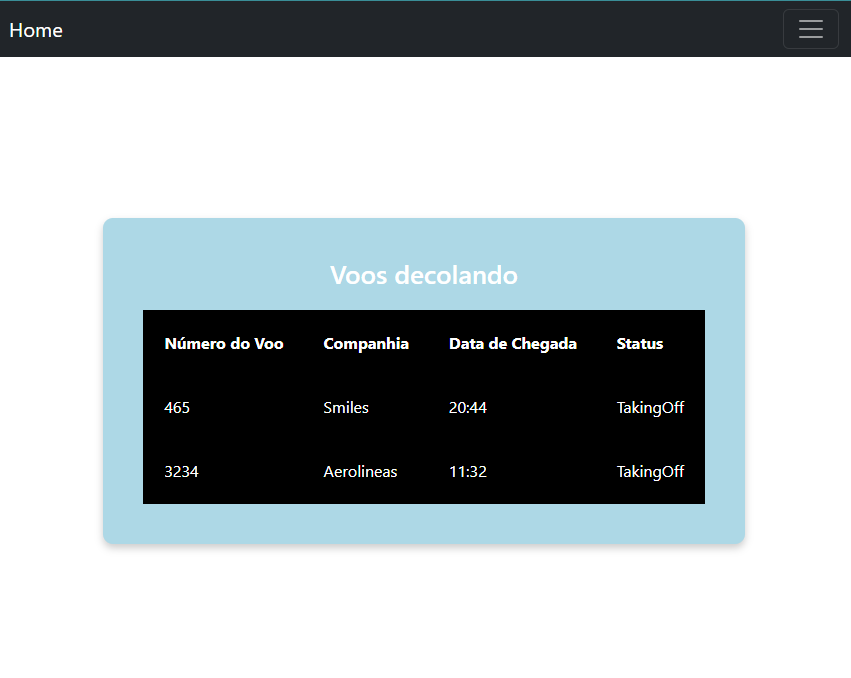 Home
Voos decolando
Número do Voo Companhia Data de Chegada Status
465 Smiles 20:44 TakingOff
3234 Aerolineas 11:32 TakingOff